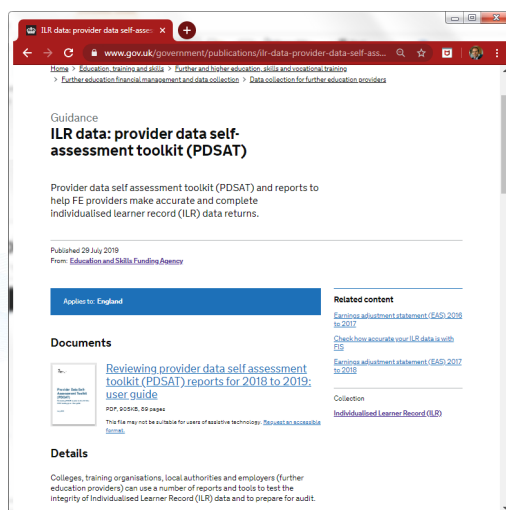 ILR data: provider data self-asses
www.gov.uk/government/publications/ilr-data-provider-data-self-ass...
Home > Education, training and skills > Further and higher education, skills and vocational training
> Further education financial management and data collection > Data collection for further education providers
Guidance
ILR data: provider data self-
assessment toolkit (PDSAT)
Provider data self assessment toolkit (PDSAT) and reports to
help FE providers make accurate and complete
individualised learner record (ILR) data returns.
Published 29 July 2019
From: Education and Skills Funding Agency
Applies to: England
Related content
Earnings adjustment statement (EAS) 2016
to 2017
Check how accurate your ILR data is with
FIS
Earnings adjustment statement (EAS) 2017
to 2018
Collection
Individualised Learner Record (ILR)
Documents
Provider Data Self-
Assessment Toolkit
(PDSAT)
Reviewing provider data self assessment
toolkit (PDSAT) reports for 2018 to 2019:
user guide
PDF, 905KB, 89 pages
This file may not be suitable for users of assistive technology. Request an accessible
format.
Details
Colleges, training organisations, local authorities and employers (further
education providers) can use a number of reports and tools to test the
integrity of Individualised Learner Record (ILR) data and to prepare for audit.